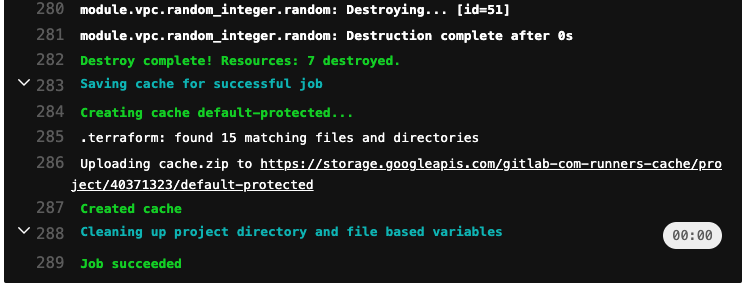 280 module.vpc.random_integer.random: Destroying... [id=51]
281 module.vpc.random_integer.random: Destruction complete after 0s
282 Destroy complete! Resources: 7 destroyed.
283 Saving cache for successful job
284 Creating cache default-protected...
285 .terraform: found 15 matching files and directories
286 Uploading cache.zip to https://storage.googleapis.com/gitlab-com-runners-cache/pro
ject/40371323/default-protected
287 Created cache
288 Cleaning up project directory and file based variables 00:00
289 Job succeeded